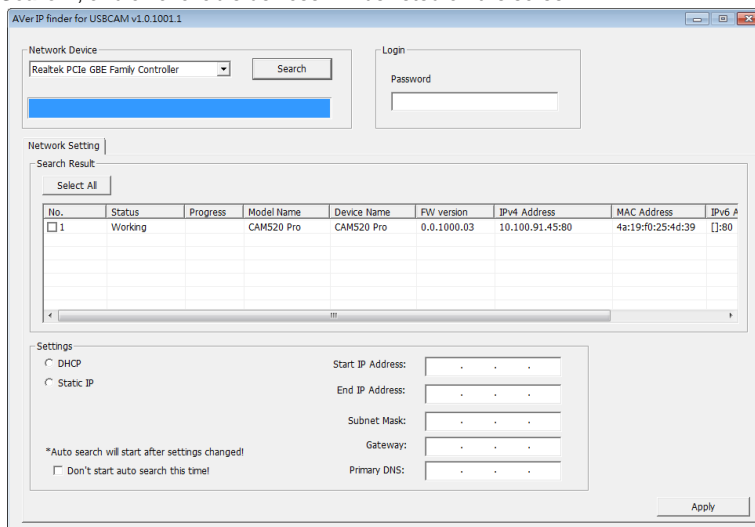 AVer IP finder for USBCAM v1.0.1001.1
Network Device
Realtek PCIe GBE Family Controller
Search
Login
Password
Network Setting
Search Result
Select All
No. Status Progress Model Name Device Name FW version IPv4 Address MAC Address IPv6 A
1 Working CAM520 Pro CAM520 Pro 0.0.1000.03 10.100.91.45:80 4a:19:f0:25:4d:39 []:80
Settings
DHCP
Static IP
Start IP Address:
End IP Address:
Subnet Mask:
Gateway:
Primary DNS:
*Auto search will start after settings changed!
Don't start auto search this time!
Apply